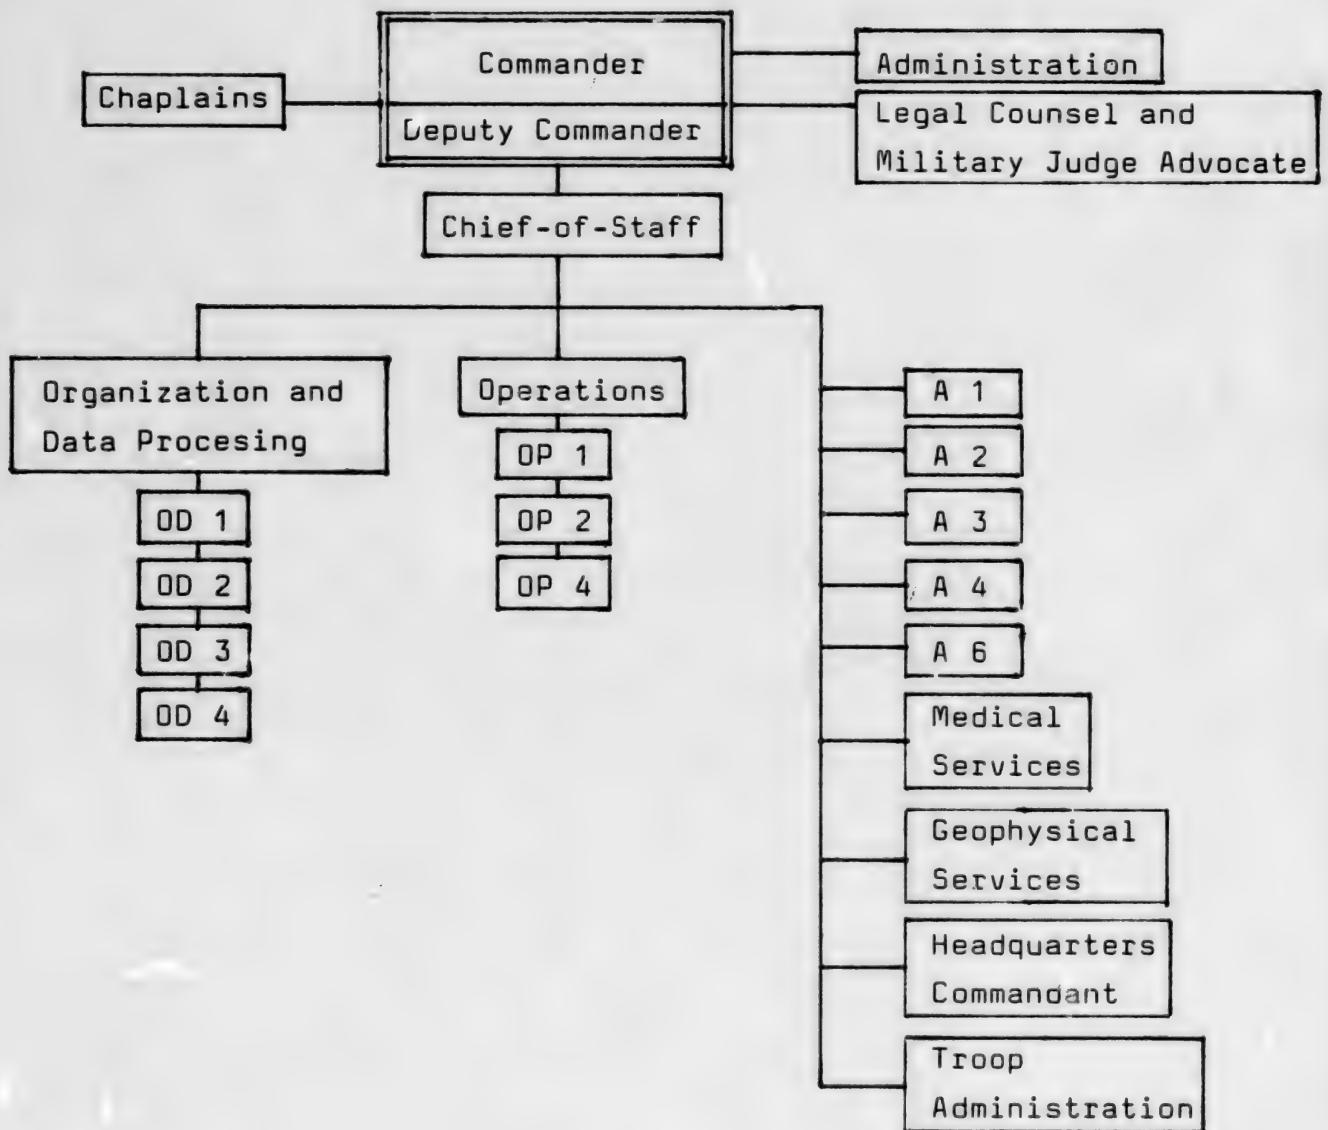 Commander
Administration
Chaplains
Deputy Commander
Legal Counsel and
Military Judge Advocate
Chief-of-Staff
Organization and
Data Procesing
Operations
OD 1
OD 2
OD 3
OD 4
OP 1
OP 2
OP 4
A 1
A 2
A 3
A 4
A 6
Medical
Services
Geophysical
Services
Headquarters
Commandant
Troop
Administration